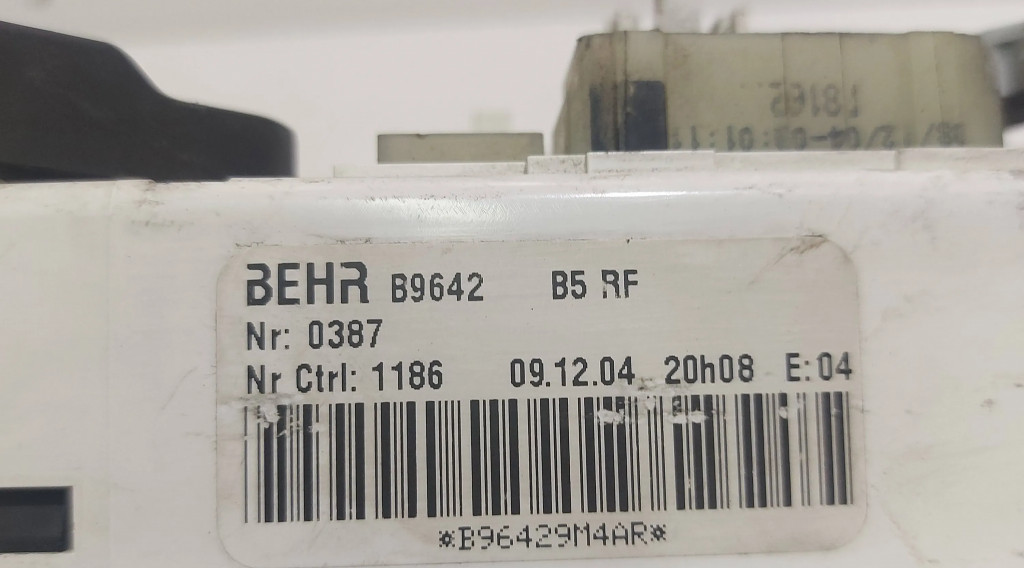 BEHR B9642 B5 RF
Nr: 0387
Nr Ctrl: 1186 09.12.04 20h08 E:04
*B96429M4AR*